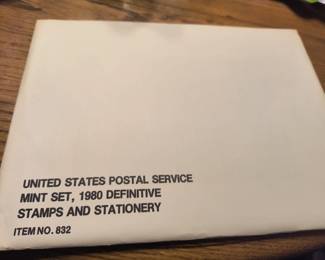 UNITED STATES POSTAL SERVICE
MINT SET, 1980 DEFINITIVE
STAMPS AND STATIONERY
ITEM NO. 832